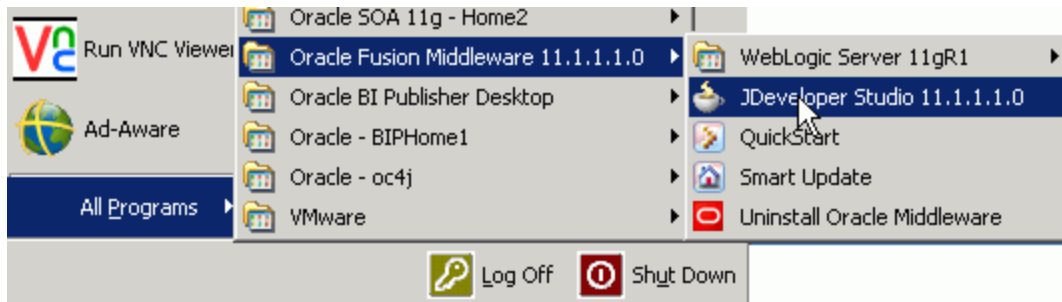 Oracle SOA 11g - Home2
Run VNC Viewer
Oracle Fusion Middleware 11.1.1.1.0
Oracle BI Publisher Desktop
Ad-Aware
Oracle - BIPHome1
Oracle - oc4j
All Programs
VMware
WebLogic Server 11gR1
JDeveloper Studio 11.1.1.1.0
QuickStart
Smart Update
Uninstall Oracle Middleware
Log Off
Shut Down